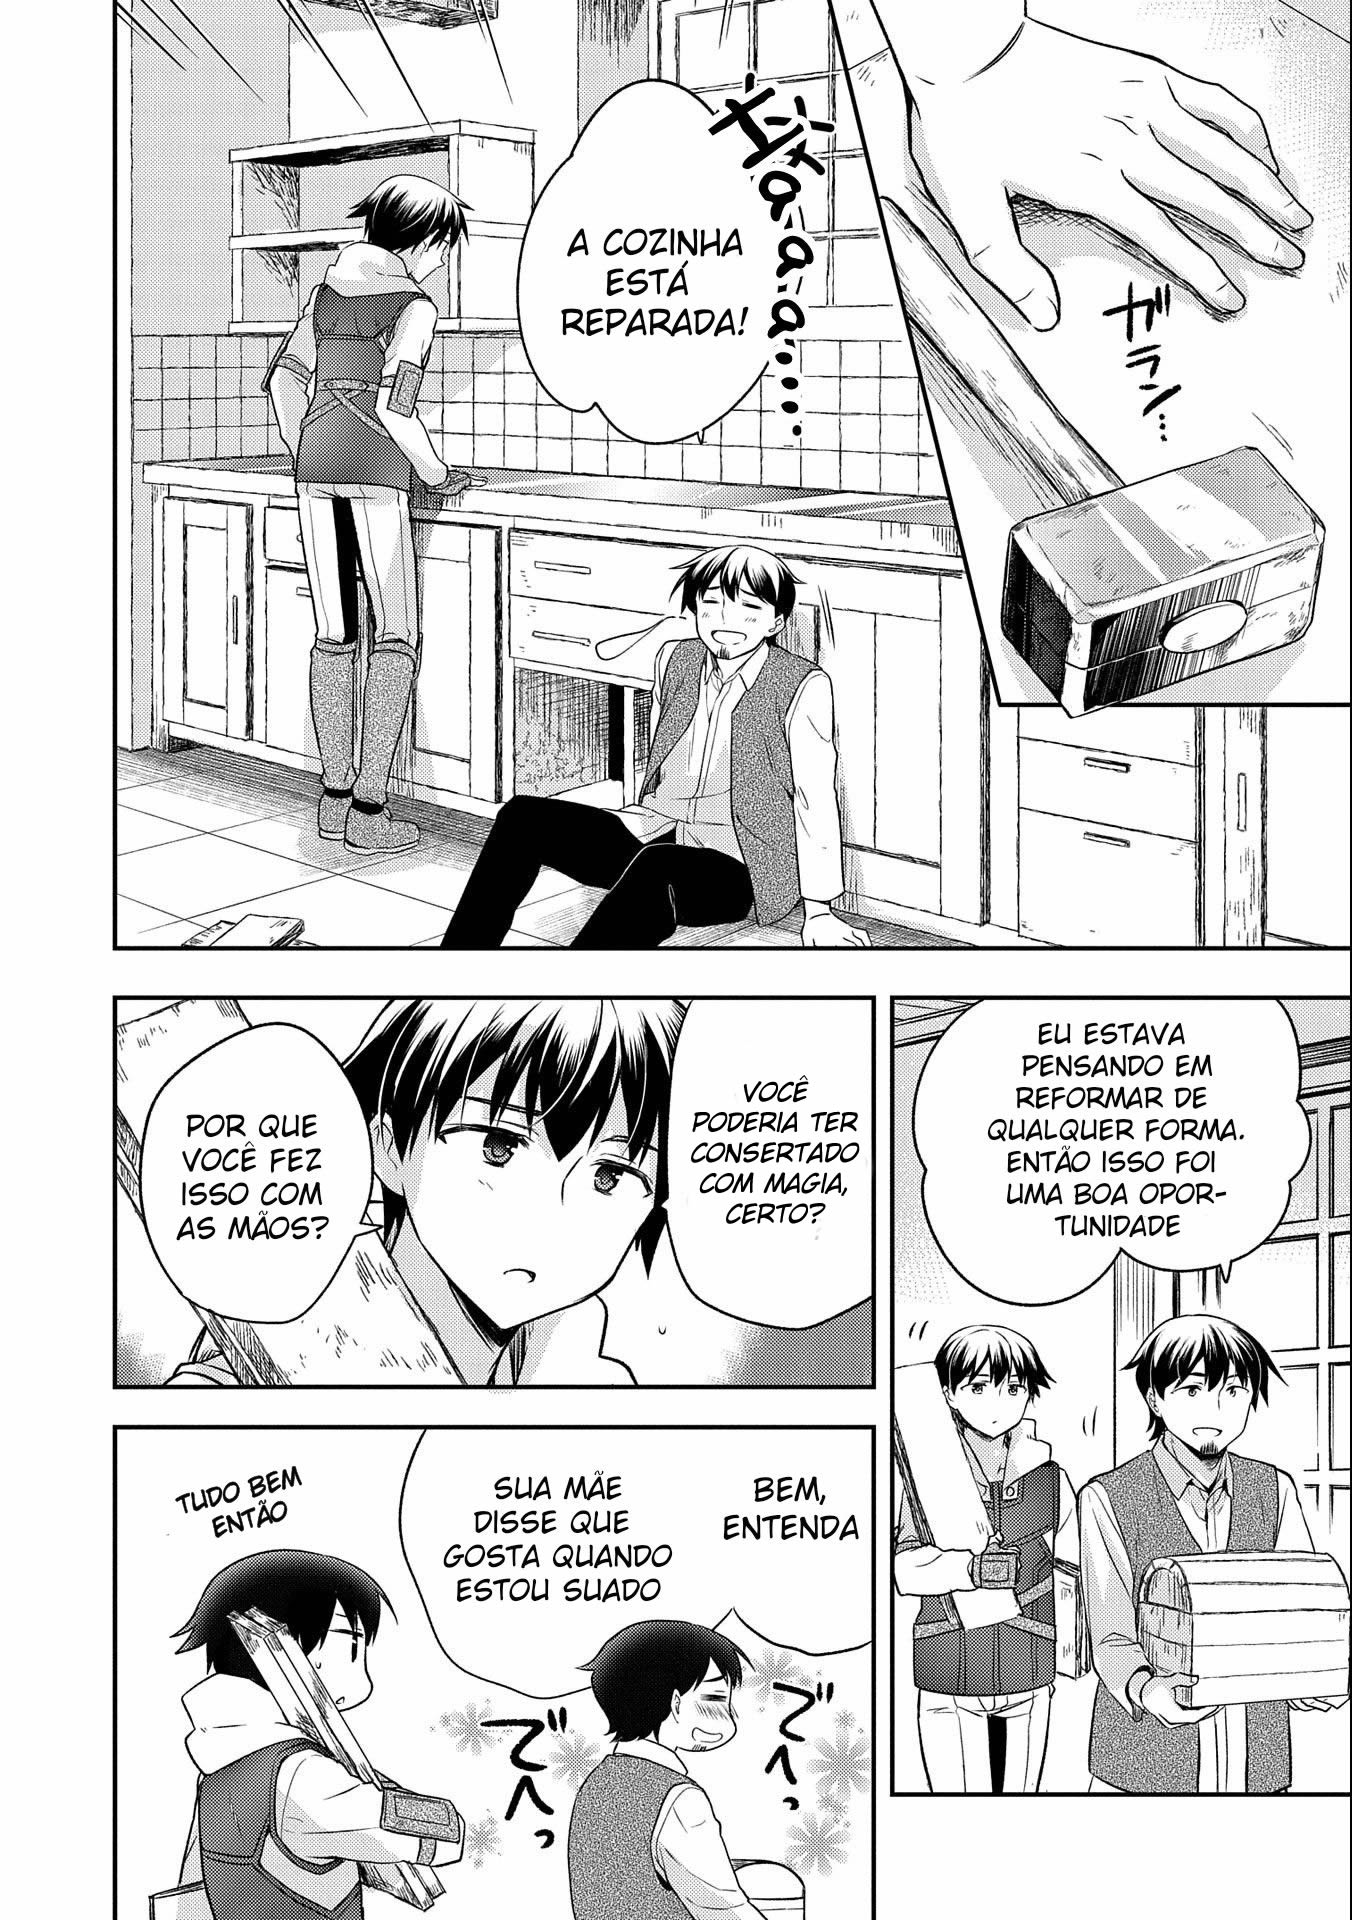 ガラン…
Haaaa....
A COZINHA
ESTÁ
REPARADA!
EU ESTAVA
PENSANDO EM
REFORMAR DE
QUALQUER FORMA.
ENTÃO ISSO FOI
UMA BOA OPOR-
TUNIDADE
VOCÊ
PODERIA TER
CONSERTADO
COM MAGIA,
CERTO?
POR QUE
VOCÊ FEZ
ISSO COM
AS MÃOS?
BEM,
ENTENDA
SUA MÃE
DISSE QUE
GOSTA QUANDO
ESTOU SUADO
でへっ
でへっ
TUDO BEM
ENTÃO